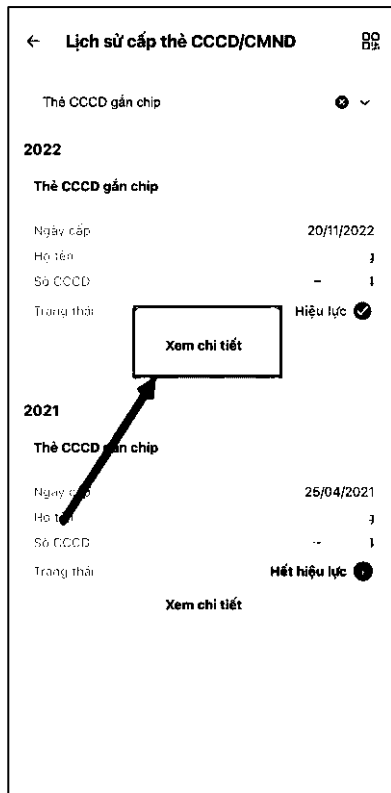 Lịch sử cấp thẻ CCCD/CMND
Thẻ CCCD gắn chip
2022
Thẻ CCCD gắn chip
Ngày cấp 20/11/2022
Họ tên
Số CCCD
Trạng thái Hiệu lực
Xem chi tiết
2021
Thẻ CCCD gắn chip
Ngày 25/04/2021
Họ tên
Số CCCD
Trạng thái Hết hiệu lực
Xem chi tiết